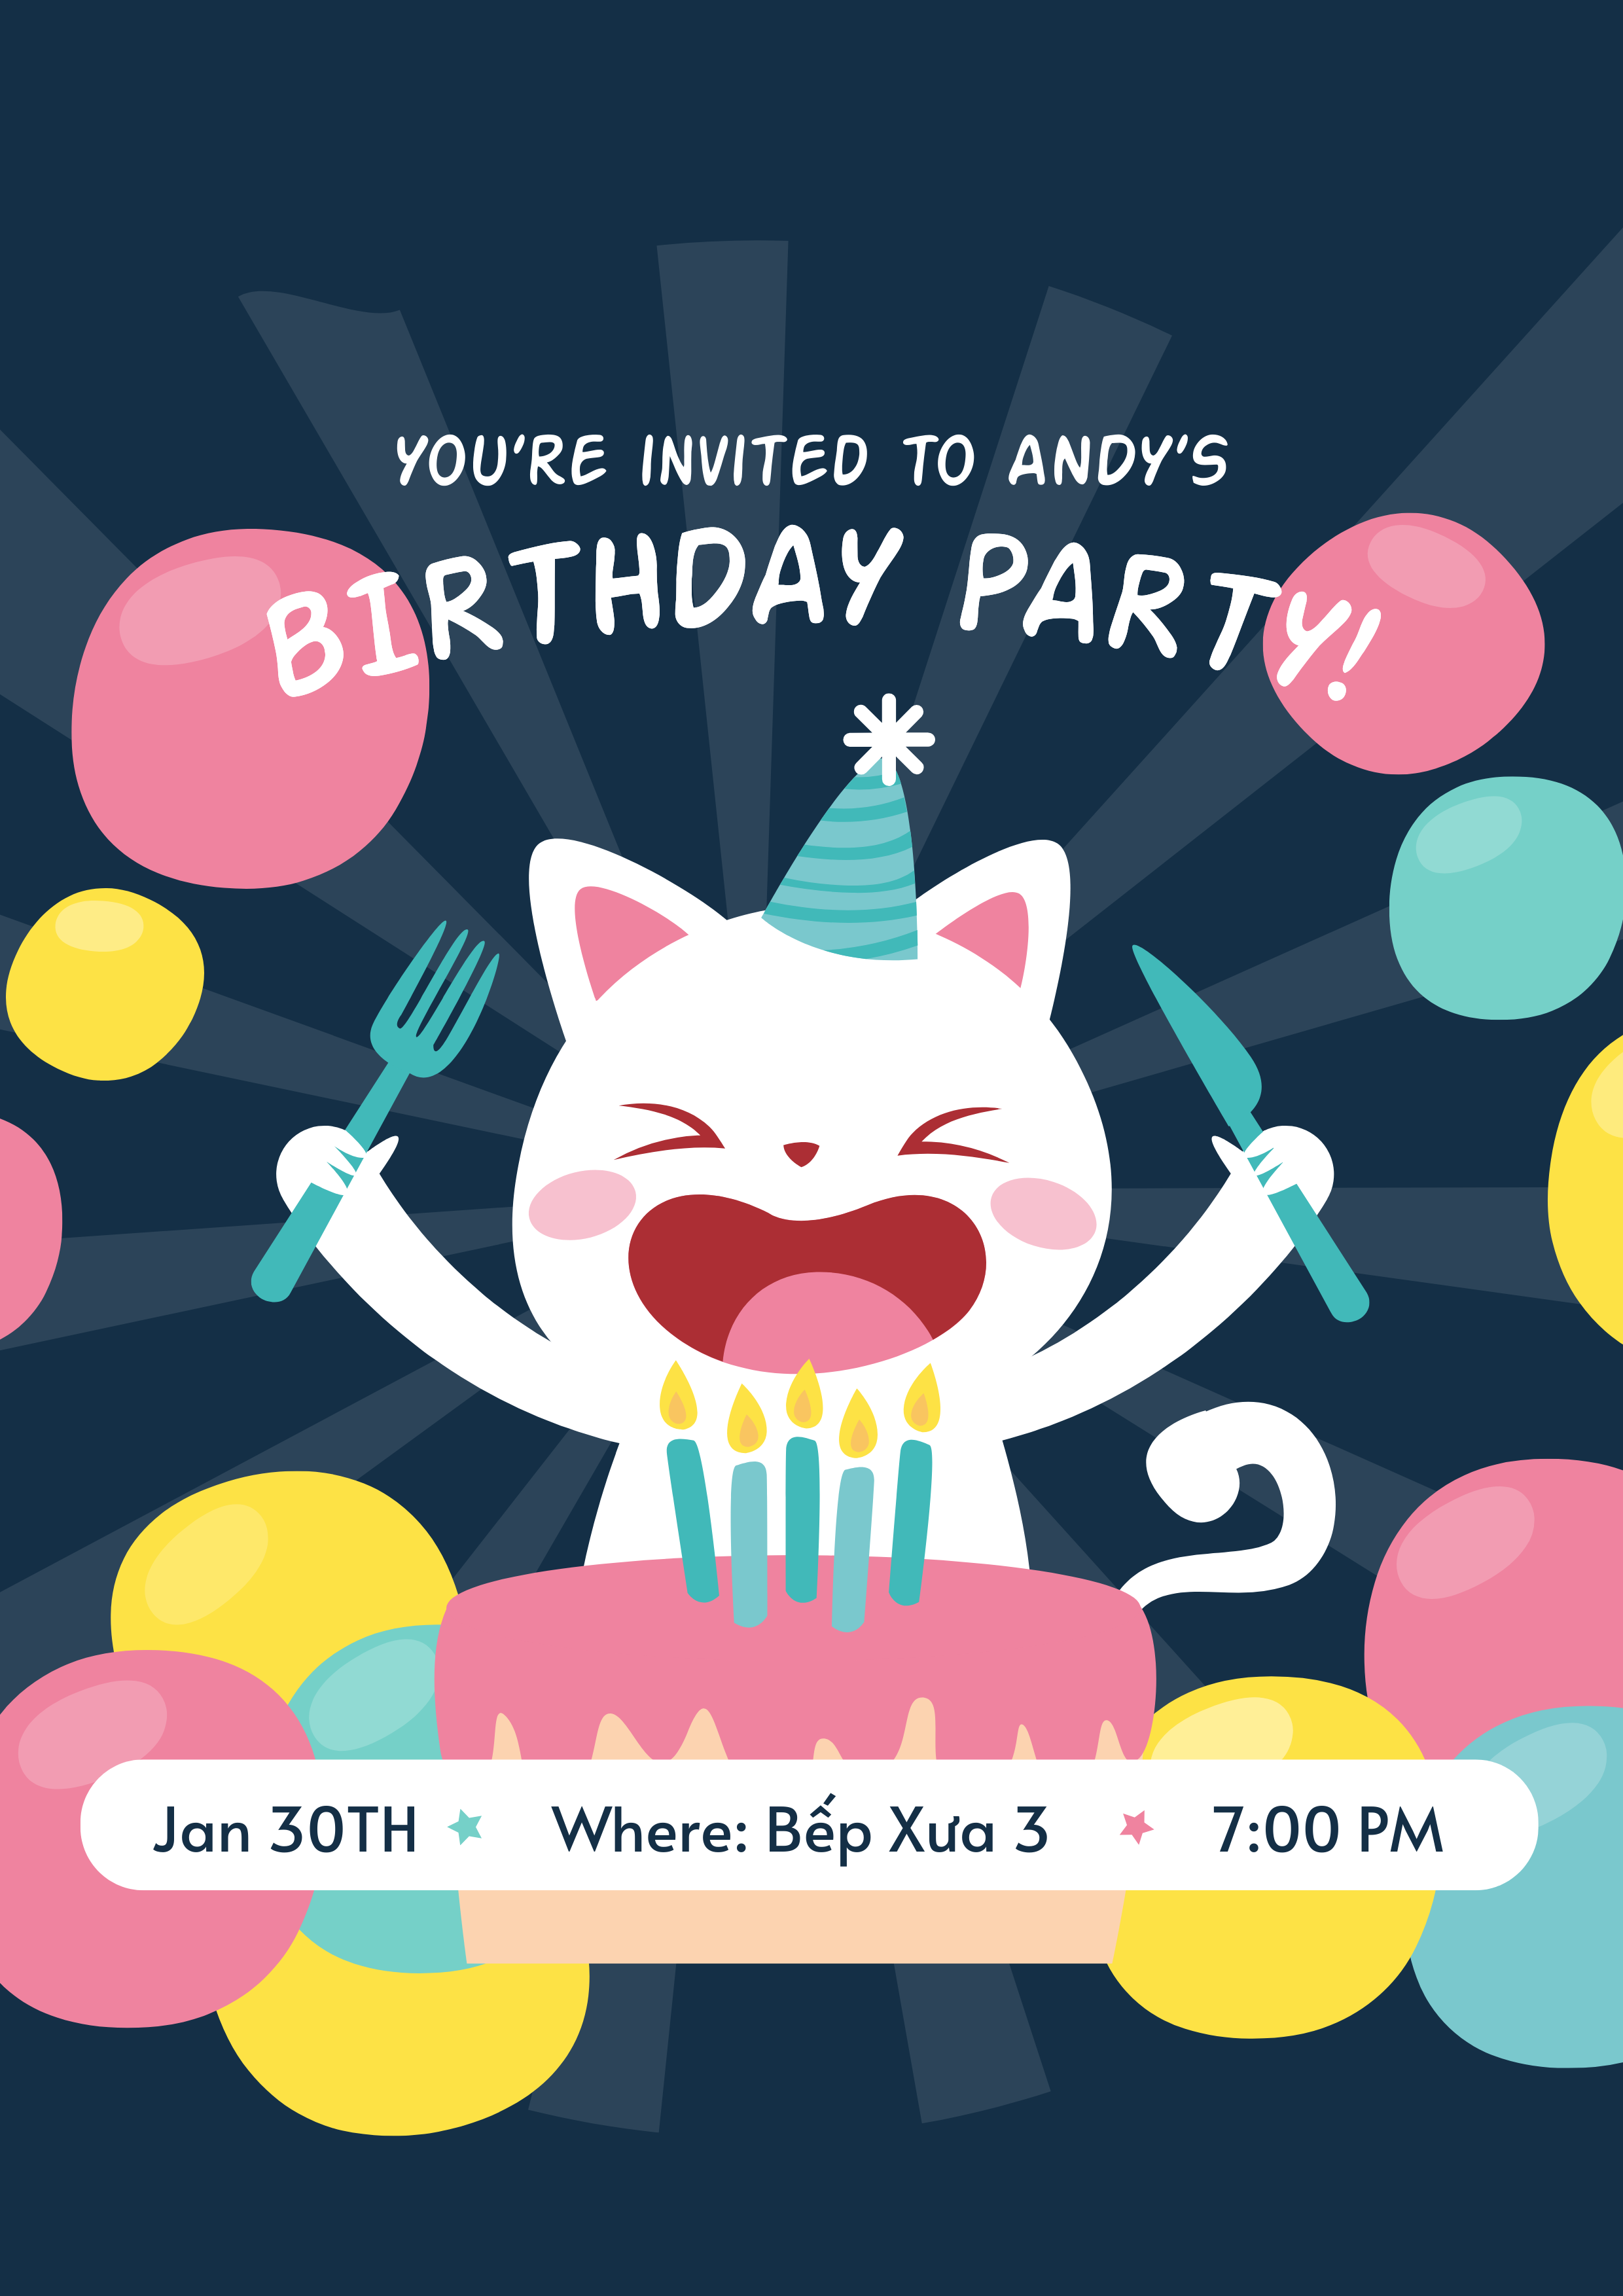 YOU'RE INVITED TO ANDY'S
BIRTHDAY PARTY!
Jan 30TH Where: Bếp Xưa 3 7:00 PM